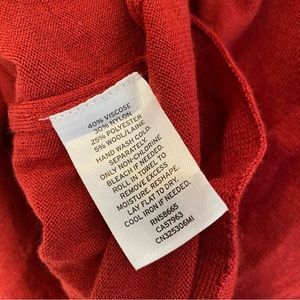 40% VISCOSE
30% NYLON
25% POLYESTER
5% WOOL/LAINE
HAND WASH COLD.
SEPARATELY.
ONLY NON-CHLORINE
BLEACH IF NEEDED.
ROLL IN TOWEL TO
REMOVE EXCESS
MOISTURE, RESHAPE.
LAY FLAT TO DRY.
COOL IRON IF NEEDED.
RN58665
CA57963
CN325306MI